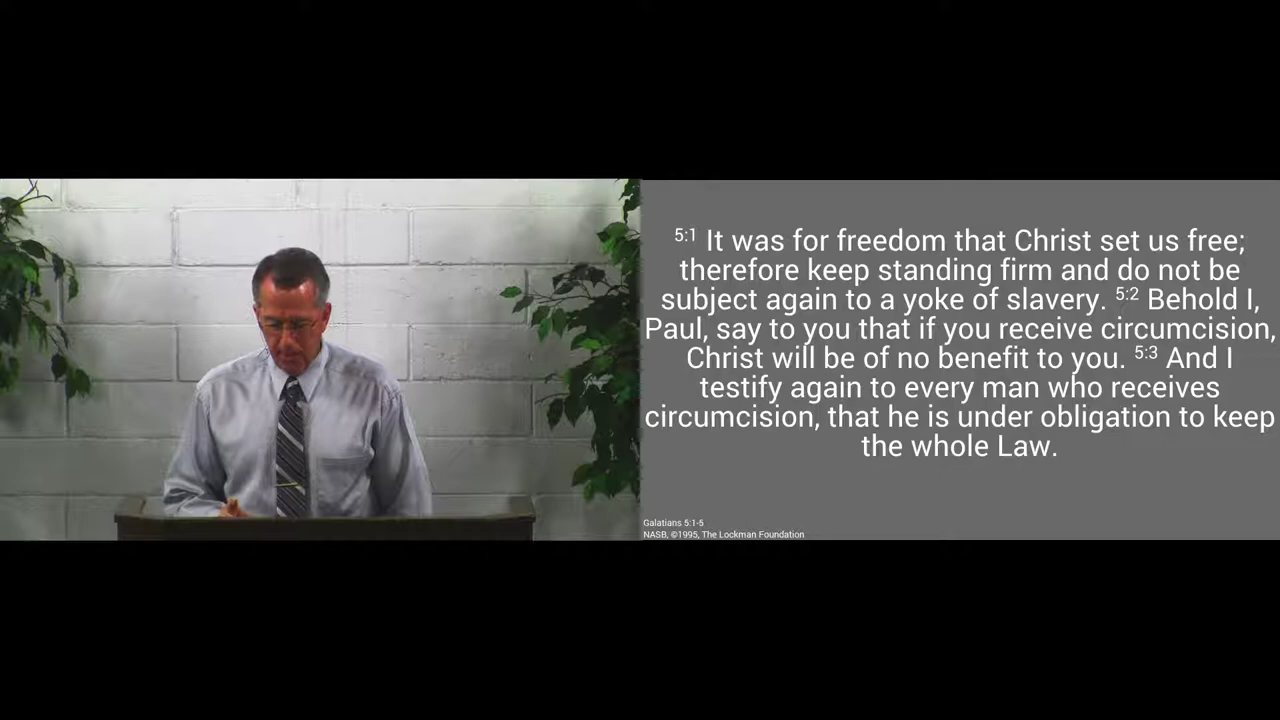 5:1 It was for freedom that Christ set us free;
therefore keep standing firm and do not be
subject again to a yoke of slavery. 5:2 Behold I,
Paul, say to you that if you receive circumcision,
Christ will be of no benefit to you. 5:3 And I
testify again to every man who receives
circumcision, that he is under obligation to keep
the whole Law.
Galatians 5:1-5
NASB, ©1995, The Lockman Foundation